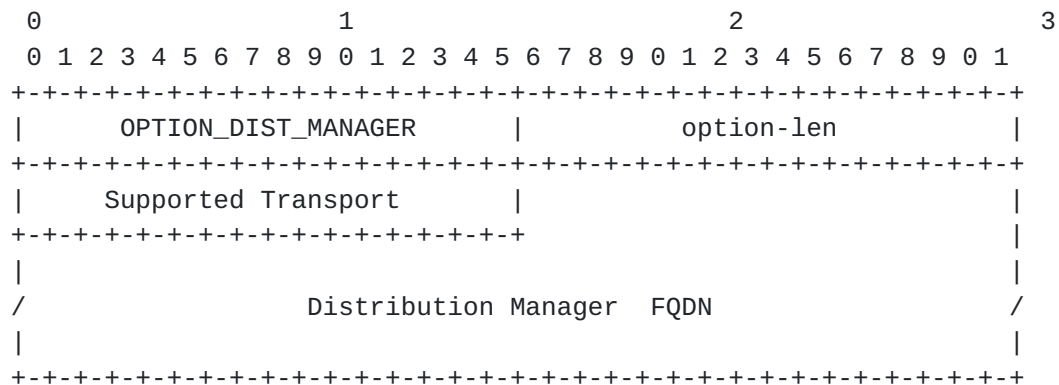 0                   1                   2                   3
 0 1 2 3 4 5 6 7 8 9 0 1 2 3 4 5 6 7 8 9 0 1 2 3 4 5 6 7 8 9 0 1
+-+-+-+-+-+-+-+-+-+-+-+-+-+-+-+-+-+-+-+-+-+-+-+-+-+-+-+-+-+-+-+-+
|      OPTION_DIST_MANAGER      |          option-len           |
+-+-+-+-+-+-+-+-+-+-+-+-+-+-+-+-+-+-+-+-+-+-+-+-+-+-+-+-+-+-+-+-+
|     Supported Transport       |                               |
+-+-+-+-+-+-+-+-+-+-+-+-+-+-+-+-+                               |
|                                                               |
/                  Distribution Manager  FQDN                   /
|                                                               |
+-+-+-+-+-+-+-+-+-+-+-+-+-+-+-+-+-+-+-+-+-+-+-+-+-+-+-+-+-+-+-+-+